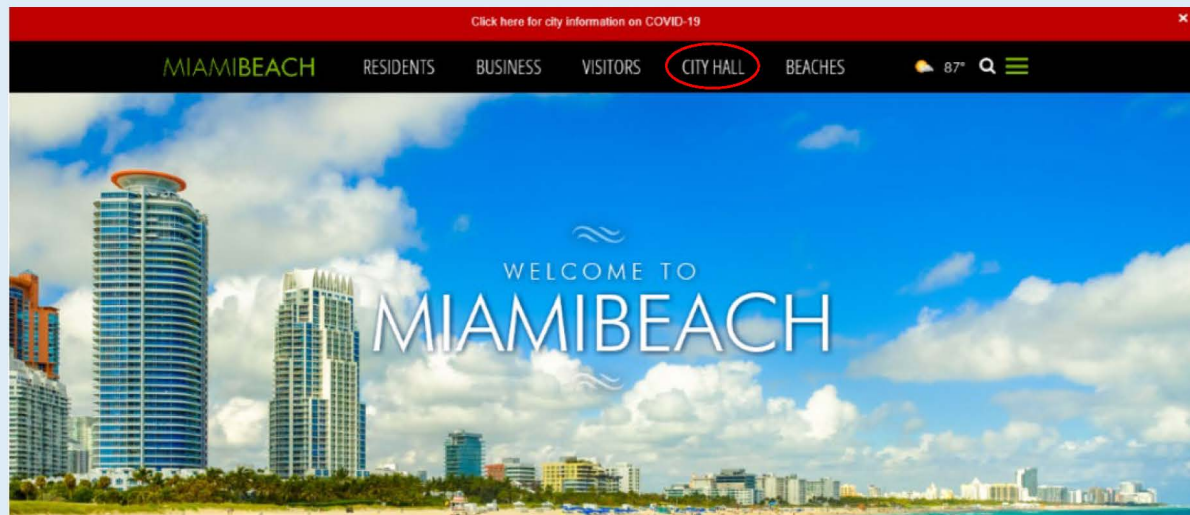 Click here for city information on COVID-19 ×
MIAMIBEACH RESIDENTS BUSINESS VISITORS CITY HALL BEACHES 87°
WELCOME TO
MIAMIBEACH